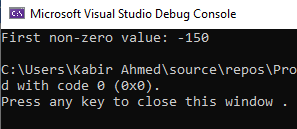 Microsoft Visual Studio Debug Console
First non-zero value: -150
C:\Users\Kabir Ahmed\source\repos\Pro
d with code 0 (0x0).
Press any key to close this window .